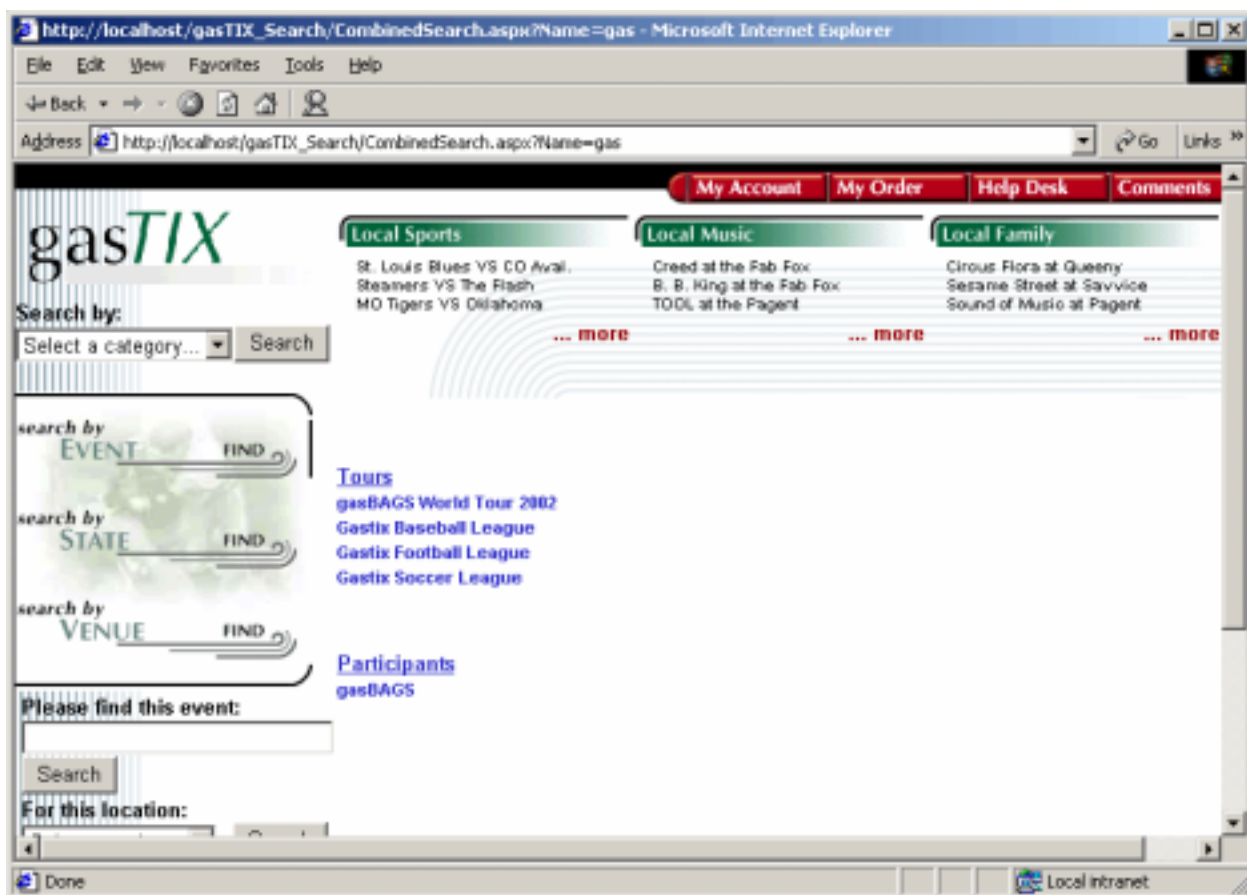 http://localhost/gasTIX_Search/CombinedSearch.aspx?Name=gas - Microsoft Internet Explorer
File Edit View Favorites Tools Help
Back
Address http://localhost/gasTIX_Search/CombinedSearch.aspx?Name=gas Go Links »
My Account My Order Help Desk Comments
gasTIX
Local Sports
St. Louis Blues VS CO Aval.
Steamers VS The Flash
MO Tigers VS Oklahoma
... more
Local Music
Creed at the Fab Fox
B. B. King at the Fab Fox
TOOL at the Pagent
... more
Local Family
Cirous Flora at Queeny
Sesame Street at Savvice
Sound of Music at Pagent
... more
Search by:
Select a category... Search
search by
EVENT FIND
search by
STATE FIND
search by
VENUE FIND
Please find this event:
Search
For this location:
Tours
gasBAGS World Tour 2002
Gastix Baseball League
Gastix Football League
Gastix Soccer League
Participants
gasBAGS
Done Local intranet